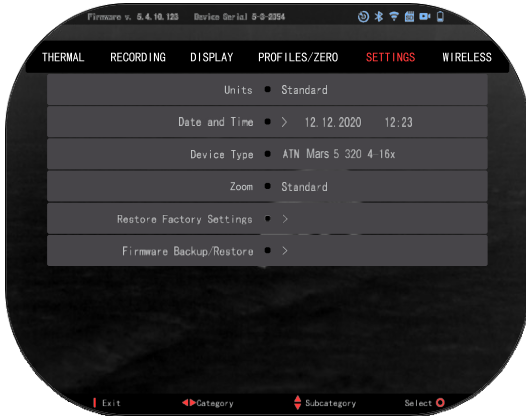 Firmware v. 5.4.10.123 Device Serial 5-3-2354
THERMAL RECORDING DISPLAY PROFILES/ZERO SETTINGS WIRELESS
Units Standard
Date and Time > 12.12.2020 12:23
Device Type ATN Mars 5 320 4-16x
Zoom Standard
Restore Factory Settings >
Firmware Backup/Restore >
Exit Category Subcategory Select